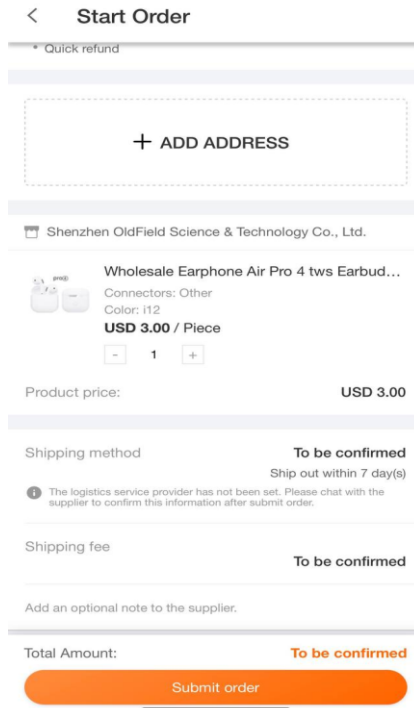 Start Order
* Quick refund
+ ADD ADDRESS
Shenzhen OldField Science & Technology Co., Ltd.
Wholesale Earphone Air Pro 4 tws Earbud...
Connectors: Other
Color: i12
USD 3.00 / Piece
- 1 +
Product price: USD 3.00
Shipping method To be confirmed
Ship out within 7 day(s)
The logistics service provider has not been set. Please chat with the
supplier to confirm this information after submit order.
Shipping fee
To be confirmed
Add an optional note to the supplier.
Total Amount: To be confirmed
Submit order